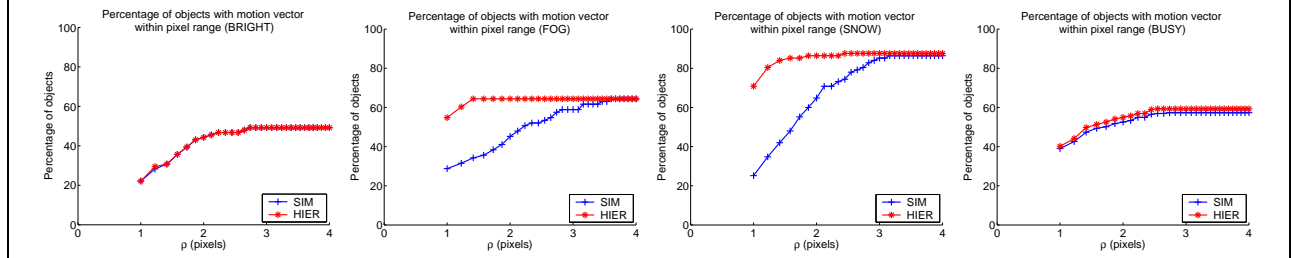 Percentage of objects with motion vector
within pixel range (BRIGHT)
100
80
60
40
20
0
Percentage of objects
0 1 2 3 4
ρ (pixels)
SIM
HIER
Percentage of objects with motion vector
within pixel range (FOG)
100
80
60
40
20
0
Percentage of objects
0 1 2 3 4
ρ (pixels)
SIM
HIER
Percentage of objects with motion vector
within pixel range (SNOW)
100
80
60
40
20
0
Percentage of objects
0 1 2 3 4
ρ (pixels)
SIM
HIER
Percentage of objects with motion vector
within pixel range (BUSY)
100
80
60
40
20
0
Percentage of objects
0 1 2 3 4
ρ (pixels)
SIM
HIER